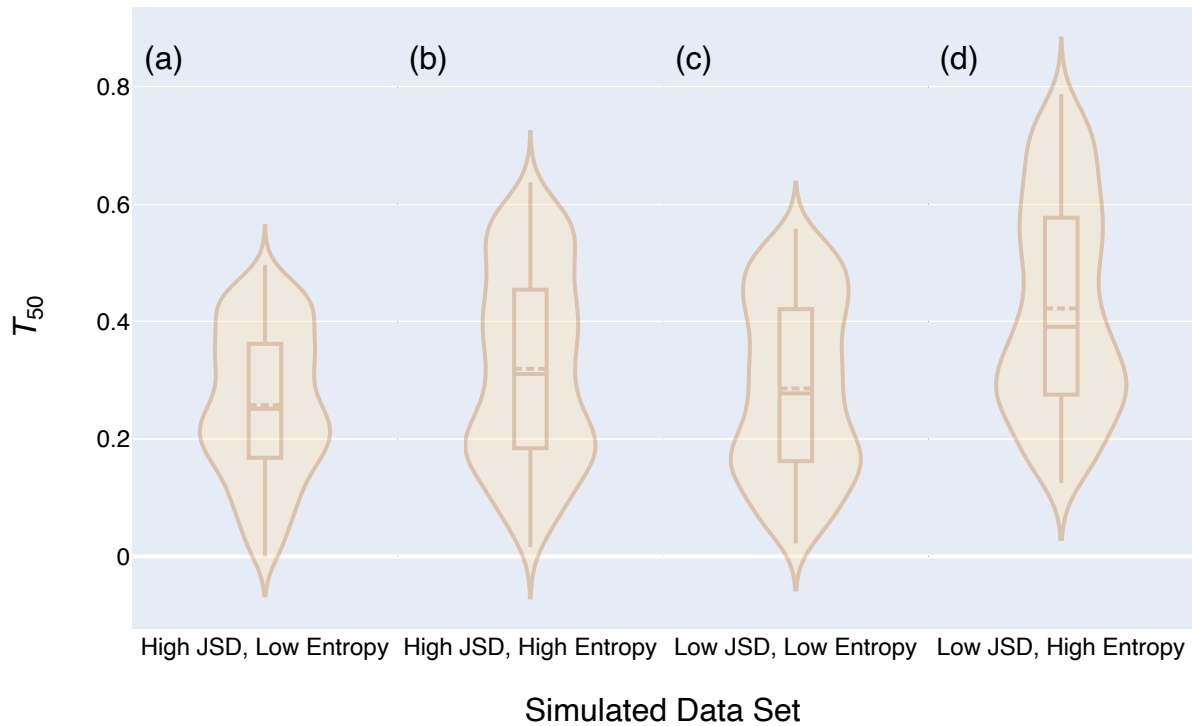 (a)
(b)
(c)
(d)
0.8
0.6
0.4
0.2
0
T50
High JSD, Low Entropy
High JSD, High Entropy
Low JSD, Low Entropy
Low JSD, High Entropy
Simulated Data Set